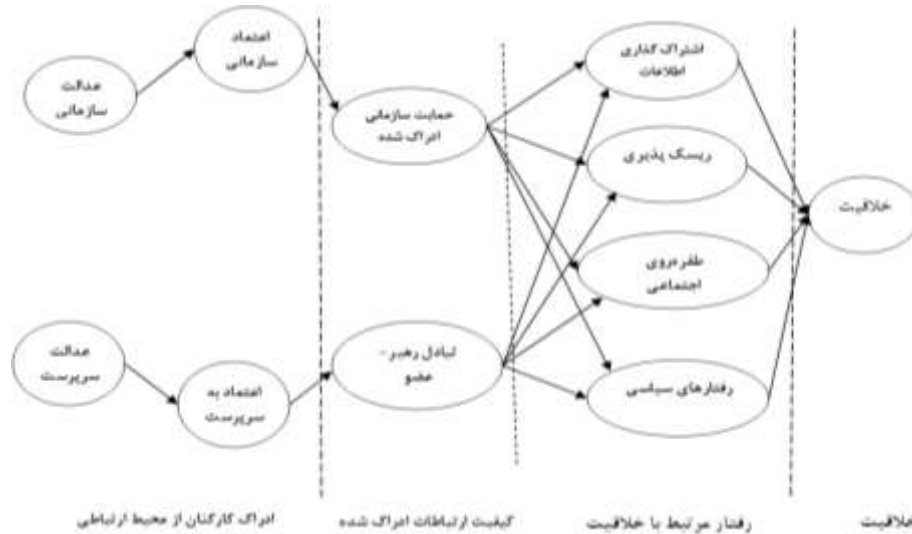 عدالت
سازمانی
اعتماد
سازمانی
حمایت سازمانی
ادراک شده
اشتراک گذاری
اطلاعات
ریسک پذیری
طفره‌روی
اجتماعی
رفتارهای سیاسی
خلاقیت
عدالت
سرپرست
اعتماد به
سرپرست
تبادل رهبر -
عضو
ادراک کارکنان از محیط ارتباطی
کیفیت ارتباطات ادراک شده
رفتار مرتبط با خلاقیت
خلاقیت